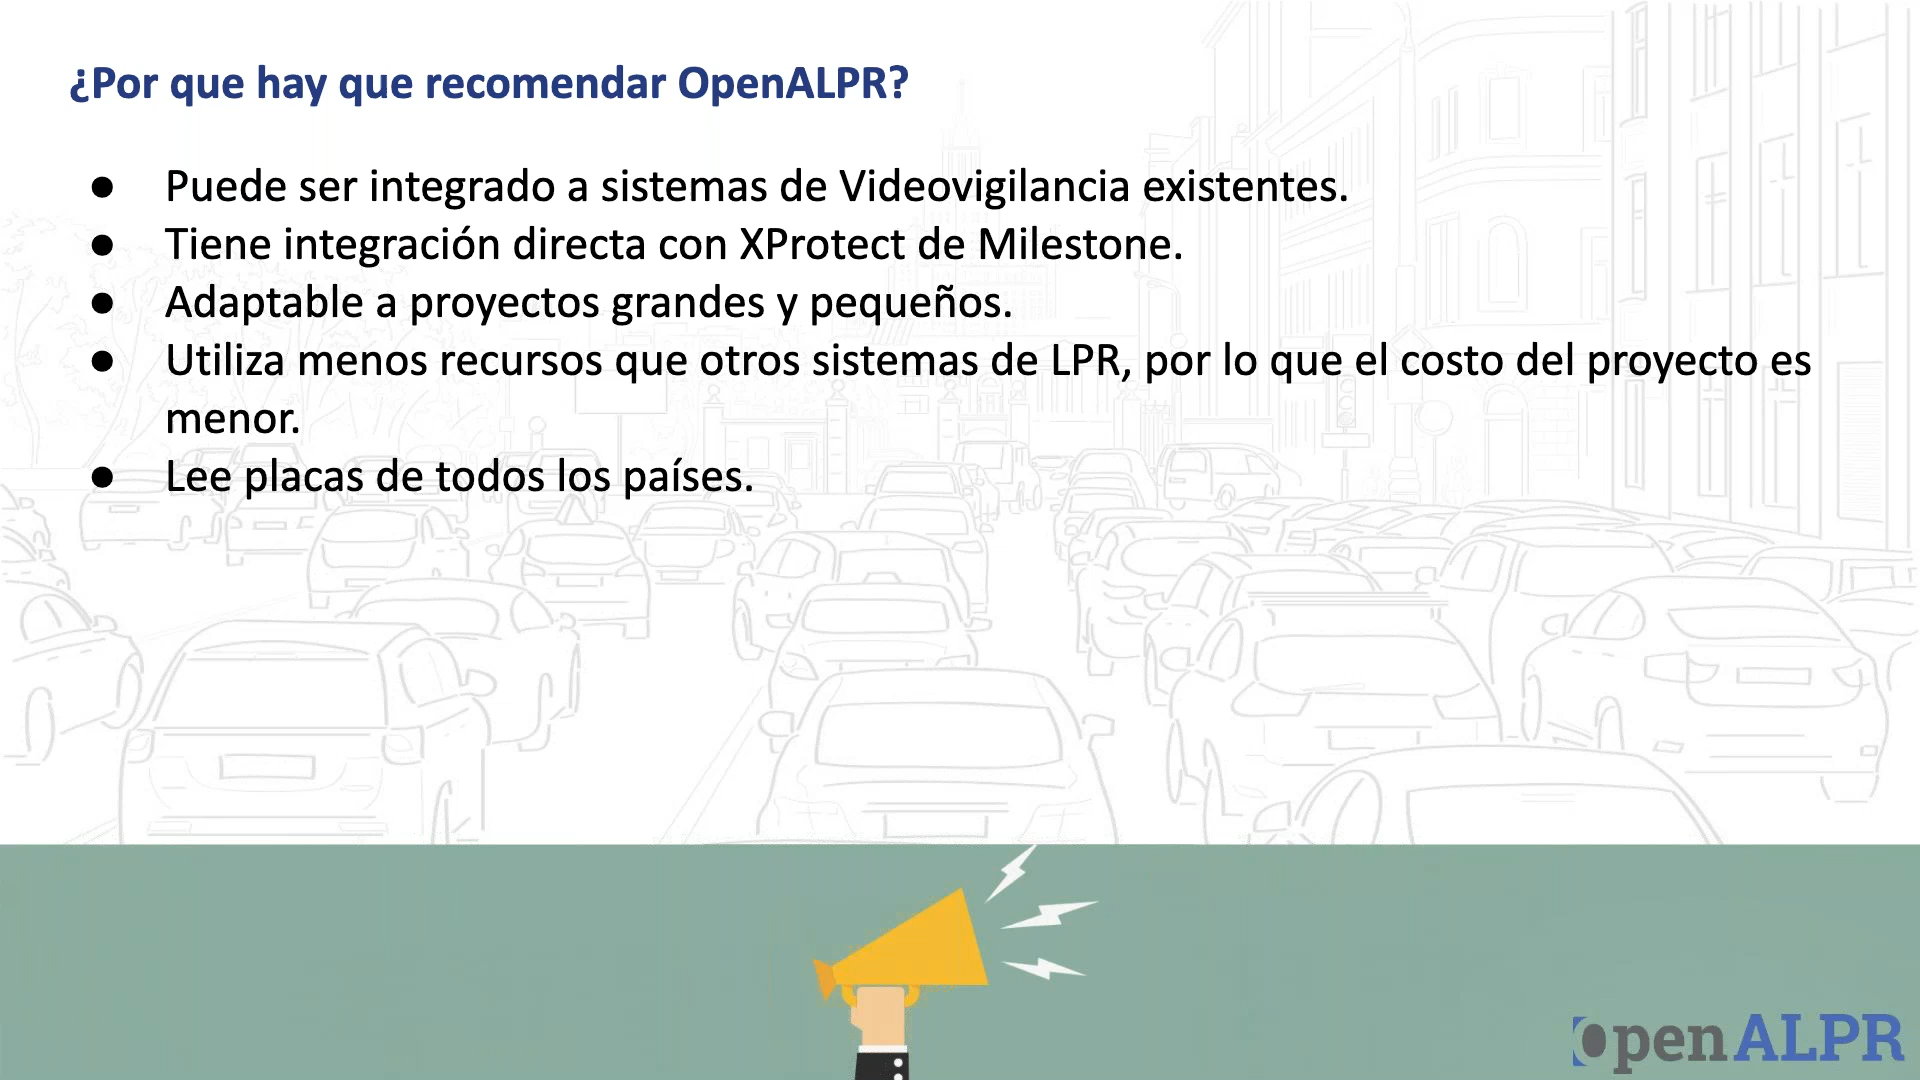 ¿Por que hay que recomendar OpenALPR?
● Puede ser integrado a sistemas de Videovigilancia existentes.
● Tiene integración directa con XProtect de Milestone.
● Adaptable a proyectos grandes y pequeños.
● Utiliza menos recursos que otros sistemas de LPR, por lo que el costo del proyecto es
menor.
● Lee placas de todos los países.
openALPR